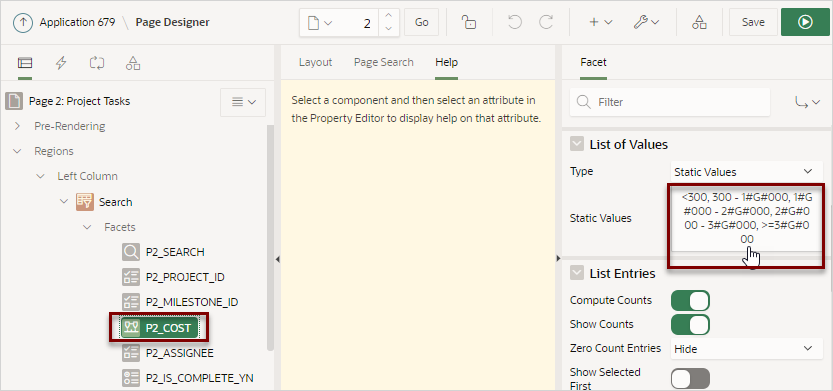 Application 679 \ Page Designer
2
Go
Save
Layout
Page Search
Help
Facet
Page 2: Project Tasks
Pre-Rendering
Regions
Left Column
Search
Facets
P2_SEARCH
P2_PROJECT_ID
P2_MILESTONE_ID
P2_COST
P2_ASSIGNEE
P2_IS_COMPLETE_YN
Select a component and then select an attribute in
the Property Editor to display help on that attribute.
Filter
List of Values
Type
Static Values
Static Values
<300, 300 - 1#G#000, 1#G
#000 - 2#G#000, 2#G#0
00 - 3#G#000, >=3#G#0
00
List Entries
Compute Counts
Show Counts
Zero Count Entries
Hide
Show Selected
First